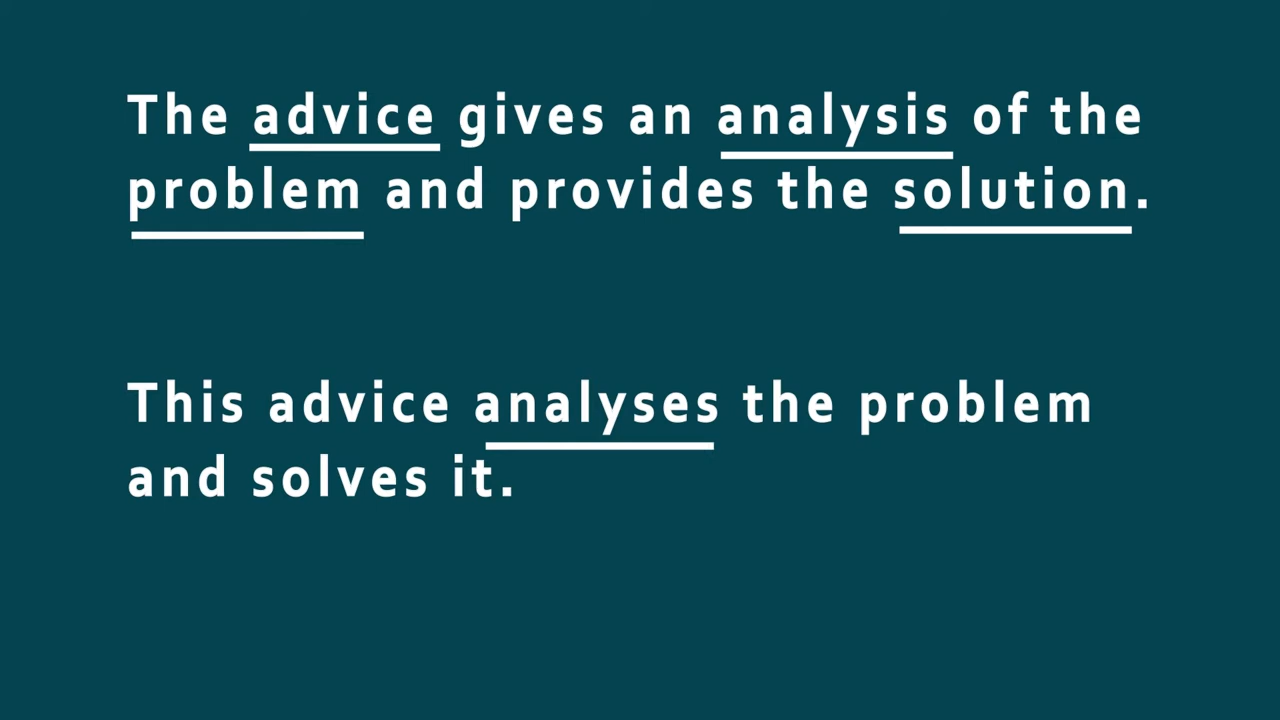 The advice gives an analysis of the
problem and provides the solution.
This advice analyses the problem
and solves it.